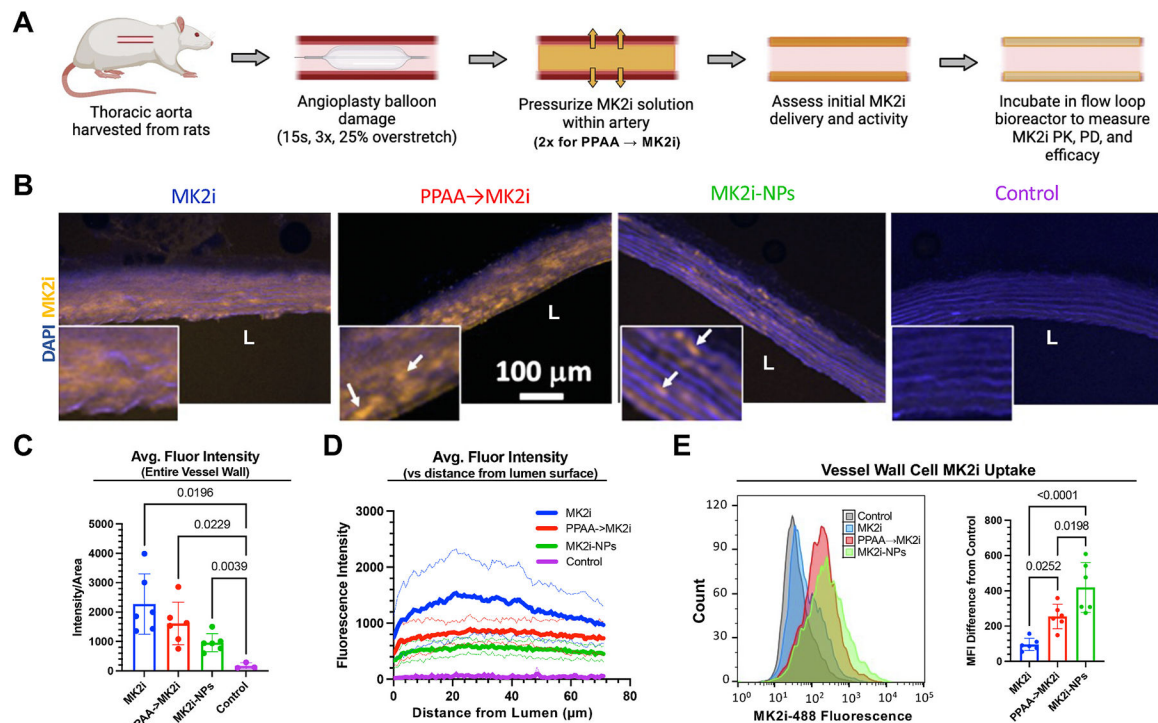 A
Thoracic aorta
harvested from rats
Angioplasty balloon
damage
(15s, 3x, 25% overstretch)
Pressurize MK2i solution
within artery
(2x for PPAA → MK2i)
Assess initial MK2i
delivery and activity
Incubate in flow loop
bioreactor to measure
MK2i PK, PD, and
efficacy
B
MK2i
PPAA→MK2i
MK2i-NPs
Control
DAPI MK2i
L
L
100 µm
L
L
C
Avg. Fluor Intensity
(Entire Vessel Wall)
0.0196
0.0229
0.0039
Intensity/Area
5000
4000
3000
2000
1000
0
MK2i
PPAA->MK2i
MK2i-NPs
Control
D
Avg. Fluor Intensity
(vs distance from lumen surface)
Fluorescence Intensity
3000
2000
1000
0
0
20
40
60
80
Distance from Lumen (µm)
MK2i
PPAA->MK2i
MK2i-NPs
Control
E
Vessel Wall Cell MK2i Uptake
Count
120
90
60
30
0
10⁰
10¹
10²
10³
10⁴
10⁵
MK2i-488 Fluorescence
Control
MK2i
PPAA→MK2i
MK2i-NPs
MFI Difference from Control
<0.0001
0.0198
0.0252
800
600
400
200
0
MK2i
PPAA->MK2i
MK2i-NPs